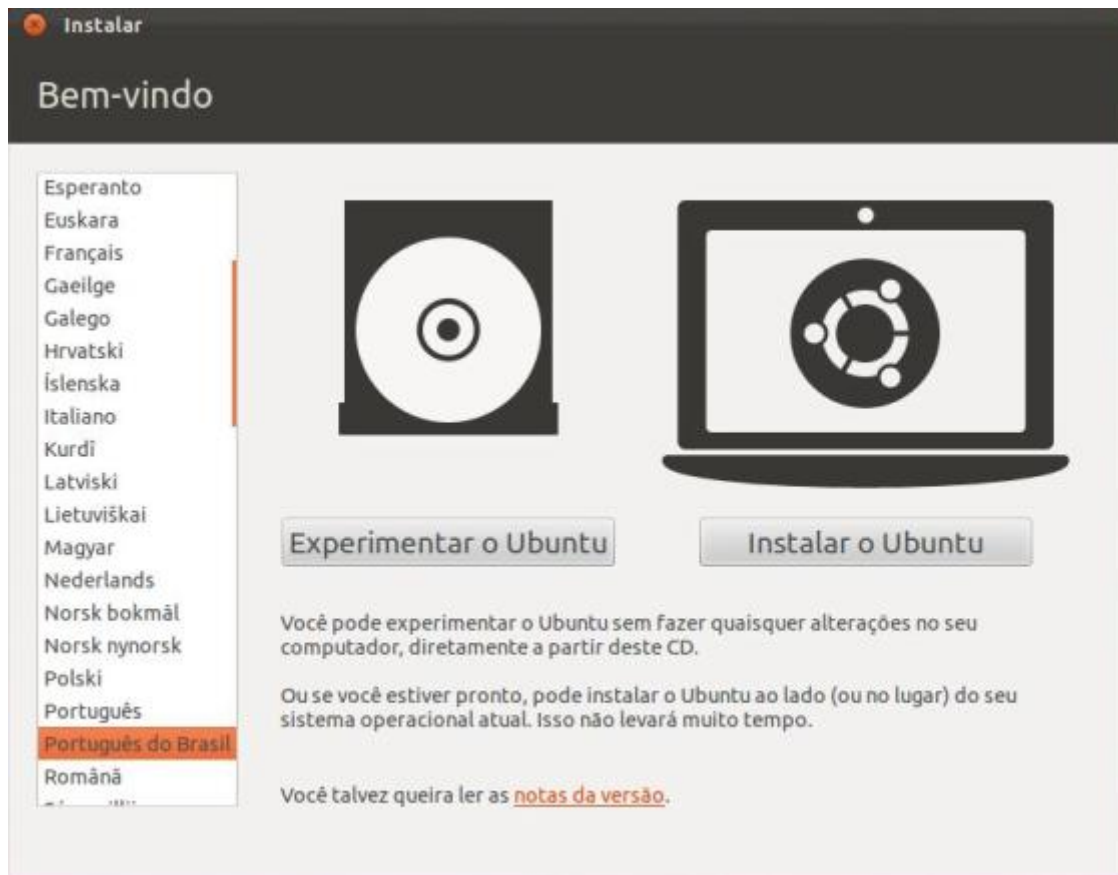 Instalar
Bem-vindo
Esperanto
Euskara
Français
Gaeilge
Galego
Hrvatski
Íslenska
Italiano
Kurdî
Latviski
Lietuviškai
Magyar
Nederlands
Norsk bokmål
Norsk nynorsk
Polski
Português
Português do Brasil
Română
Experimentar o Ubuntu
Instalar o Ubuntu
Você pode experimentar o Ubuntu sem fazer quaisquer alterações no seu
computador, diretamente a partir deste CD.
Ou se você estiver pronto, pode instalar o Ubuntu ao lado (ou no lugar) do seu
sistema operacional atual. Isso não levará muito tempo.
Você talvez queira ler as notas da versão.